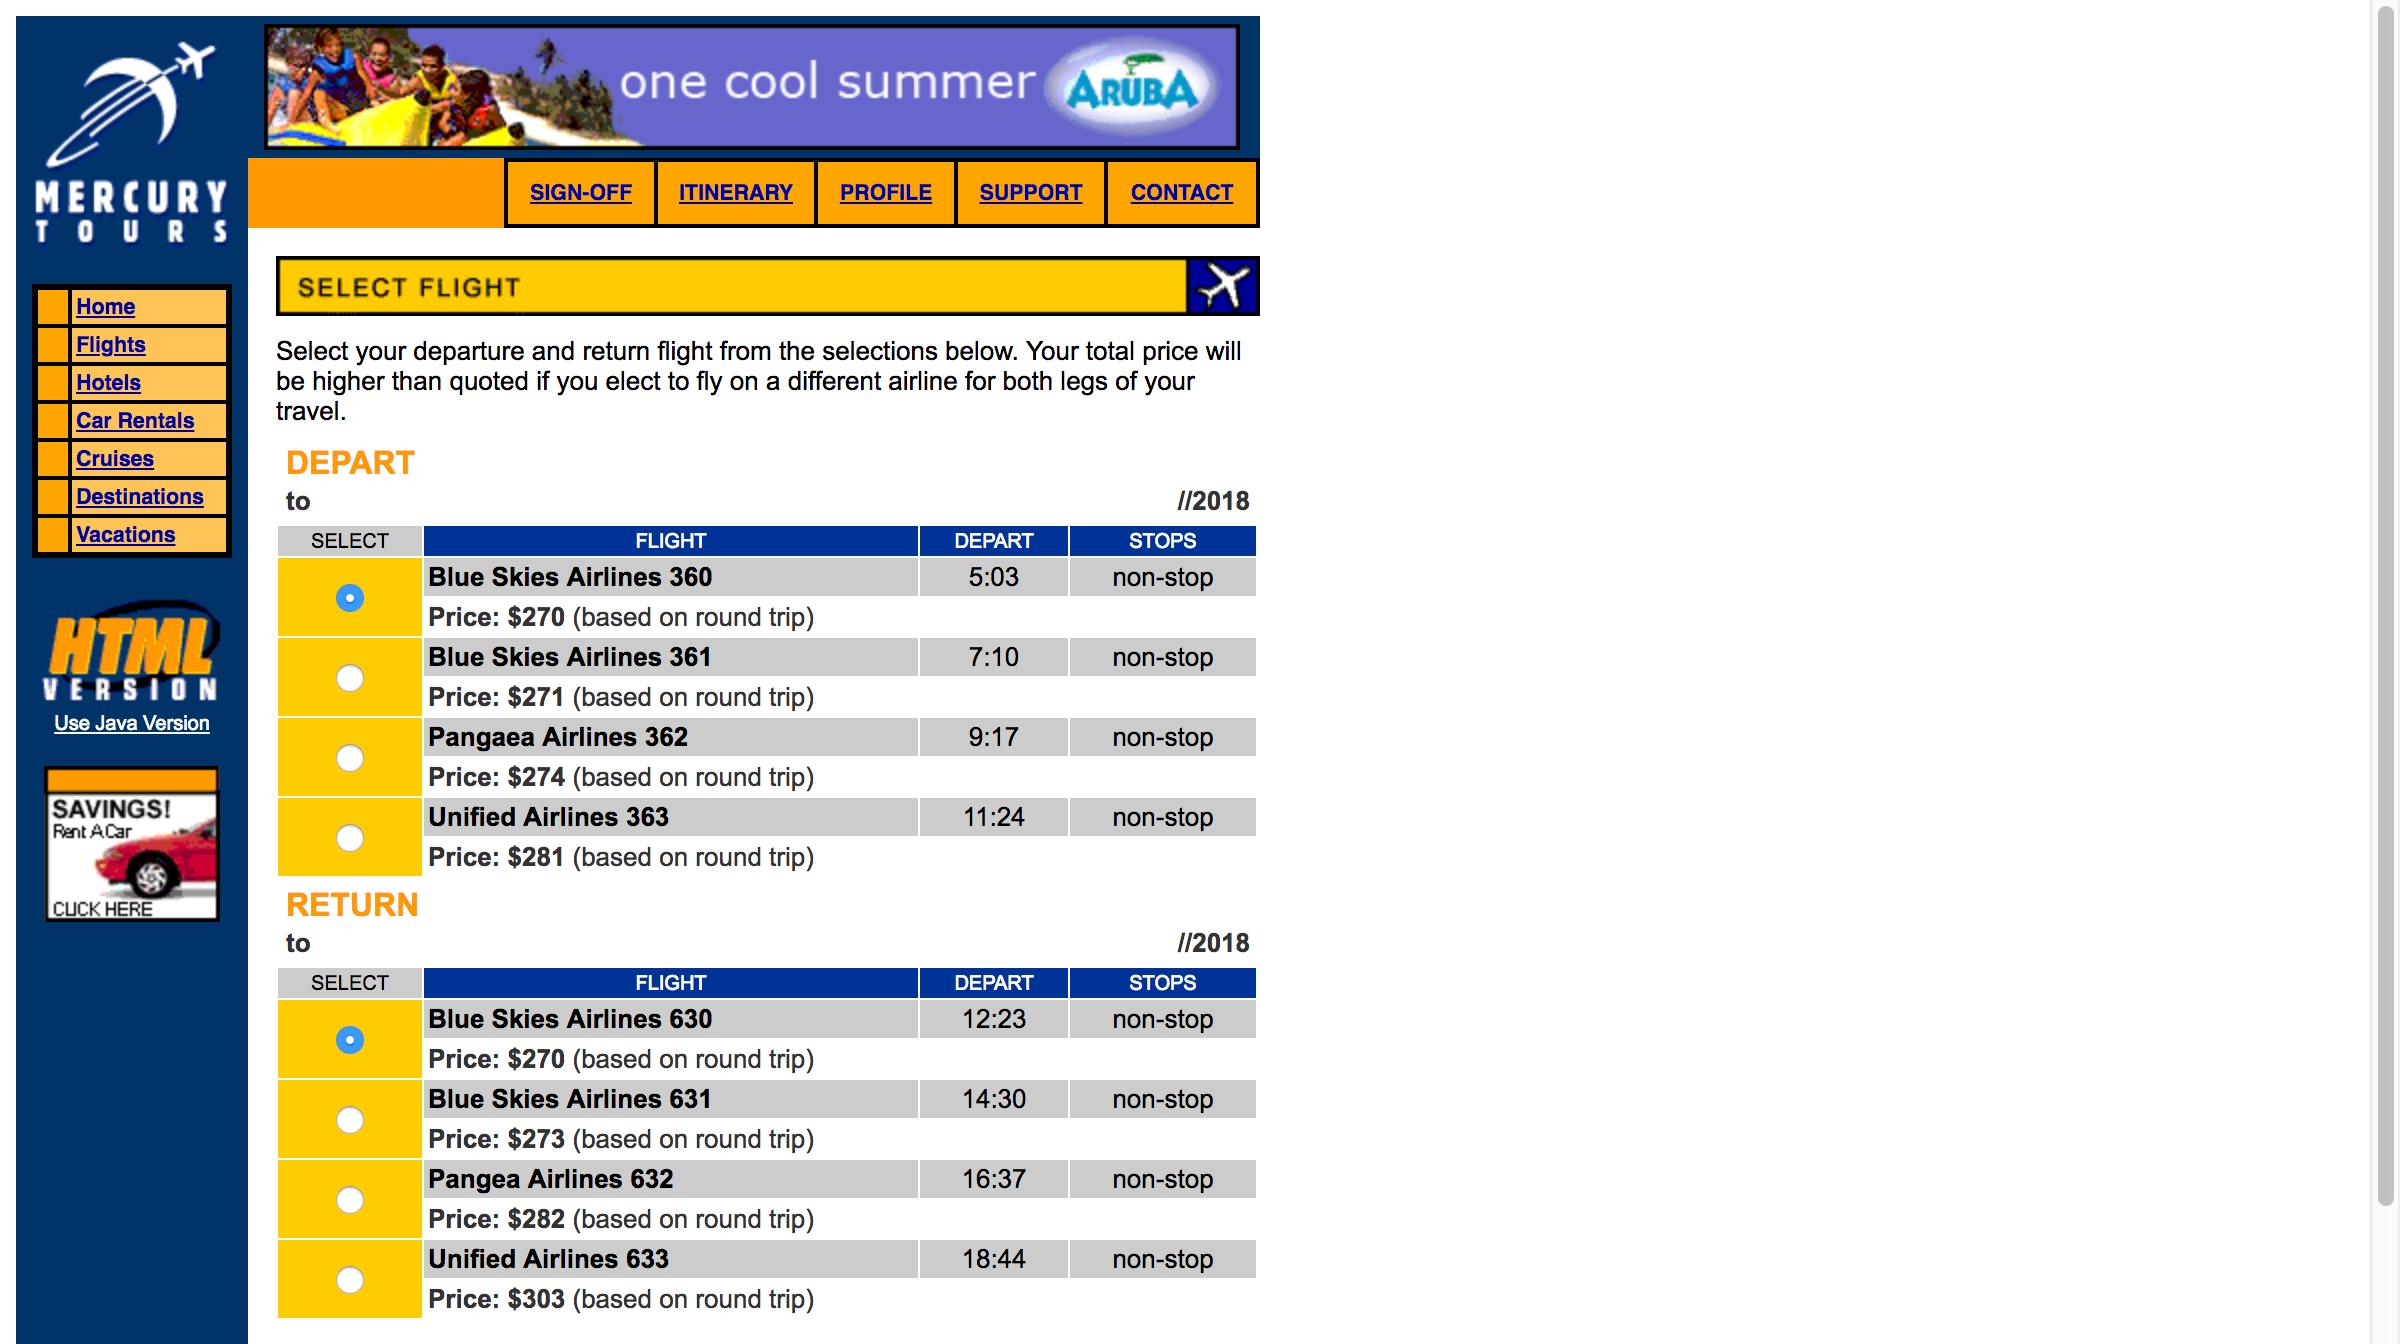 one cool summer ARUBA
MERCURY
TOURS
SIGN-OFF ITINERARY PROFILE SUPPORT CONTACT
Home
Flights
Hotels
Car Rentals
Cruises
Destinations
Vacations
HTML
VERSION
Use Java Version
SAVINGS!
Rent A Car
CLICK HERE
SELECT FLIGHT
Select your departure and return flight from the selections below. Your total price will
be higher than quoted if you elect to fly on a different airline for both legs of your
travel.
DEPART
to //2018
SELECT FLIGHT DEPART STOPS
Blue Skies Airlines 360 5:03 non-stop
Price: $270 (based on round trip)
Blue Skies Airlines 361 7:10 non-stop
Price: $271 (based on round trip)
Pangaea Airlines 362 9:17 non-stop
Price: $274 (based on round trip)
Unified Airlines 363 11:24 non-stop
Price: $281 (based on round trip)
RETURN
to //2018
SELECT FLIGHT DEPART STOPS
Blue Skies Airlines 630 12:23 non-stop
Price: $270 (based on round trip)
Blue Skies Airlines 631 14:30 non-stop
Price: $273 (based on round trip)
Pangea Airlines 632 16:37 non-stop
Price: $282 (based on round trip)
Unified Airlines 633 18:44 non-stop
Price: $303 (based on round trip)